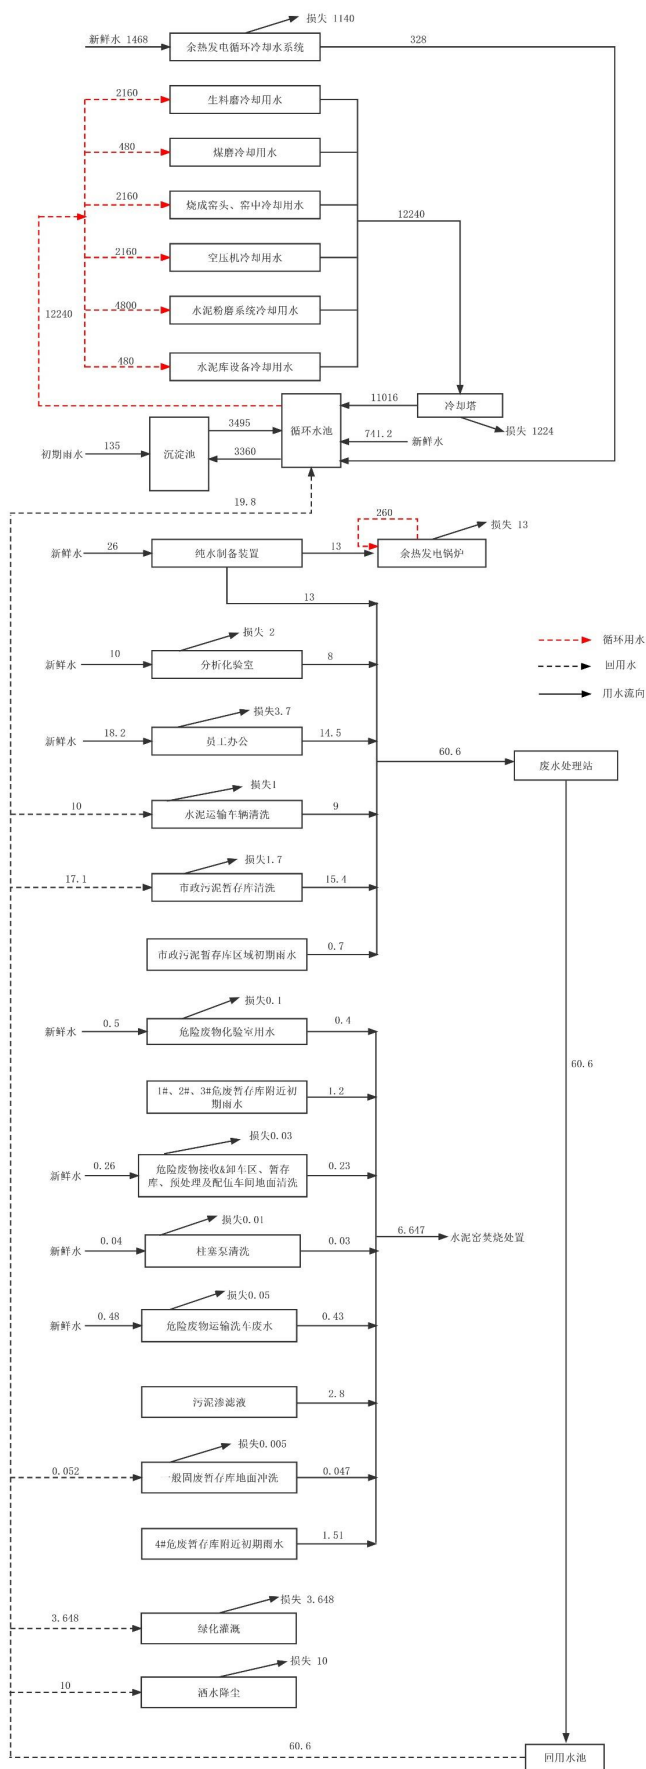 损失 1140
新鲜水 1468
余热发电循环冷却水系统
328
2160
生料磨冷却用水
480
煤磨冷却用水
2160
烧成窑头、窑中冷却用水
12240
2160
空压机冷却用水
12240
4800
水泥粉磨系统冷却用水
480
水泥库设备冷却用水
11016
冷却塔
3495
循环水池
损失 1224
135
初期雨水
沉淀池
741.2
新鲜水
3360
19.8
260
损失 13
新鲜水
26
纯水制备装置
13
余热发电锅炉
13
损失 2
循环用水
新鲜水
10
分析化验室
8
回用水
用水流向
损失3.7
新鲜水
18.2
员工办公
14.5
60.6
废水处理站
损失1
10
水泥运输车辆清洗
9
损失1.7
17.1
市政污泥暂存库清洗
15.4
市政污泥暂存库区域初期雨水
0.7
损失0.1
新鲜水
0.5
危险废物化验室用水
0.4
60.6
1#、2#、3#危废暂存库附近初
期雨水
1.2
损失0.03
新鲜水
0.26
危险废物接收&卸车区、暂存
库、预处理及配伍车间地面清洗
0.23
损失0.01
新鲜水
0.04
柱塞泵清洗
0.03
6.647
水泥窑焚烧处置
损失0.05
新鲜水
0.48
危险废物运输洗车废水
0.43
污泥渗滤液
2.8
损失0.005
0.052
一般固废暂存库地面冲洗
0.047
4#危废暂存库附近初期雨水
1.51
损失 3.648
3.648
绿化灌溉
损失 10
10
洒水降尘
60.6
回用水池